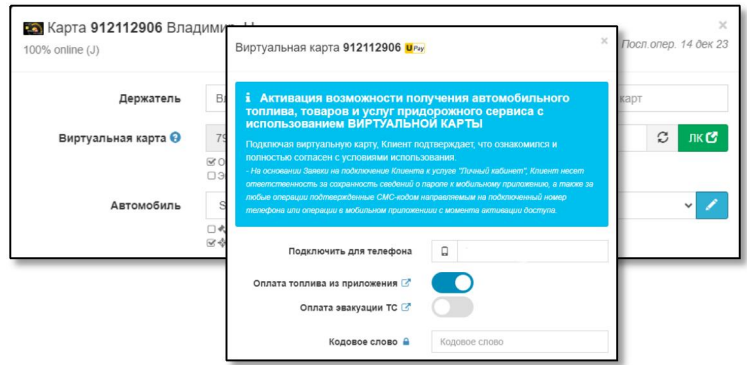 Карта 912112906
100% online (J)
×
Посл.опер. 14 дек 23
Держатель
карт
Виртуальная карта
79
ЛК
Автомобиль
S
Виртуальная карта 912112906 U Pay
×
i Активация возможности получения автомобильного
топлива, товаров и услуг придорожного сервиса с
использованием ВИРТУАЛЬНОЙ КАРТЫ
Подключая виртуальную карту, Клиент подтверждает, что ознакомился и
полностью согласен с условиями использования.
- На основании Заявки на подключение Клиента к услуге "Личный кабинет", Клиент несет
ответственность за сохранность сведений о пароле к мобильному приложению, а также за
любые операции подтвержденные СМС-кодом направляемым на подключенный номер
телефона или операции в мобильном приложении с момента активации доступа.
Подключить для телефона
Оплата топлива из приложения
Оплата эвакуации ТС
Кодовое слово
Кодовое слово